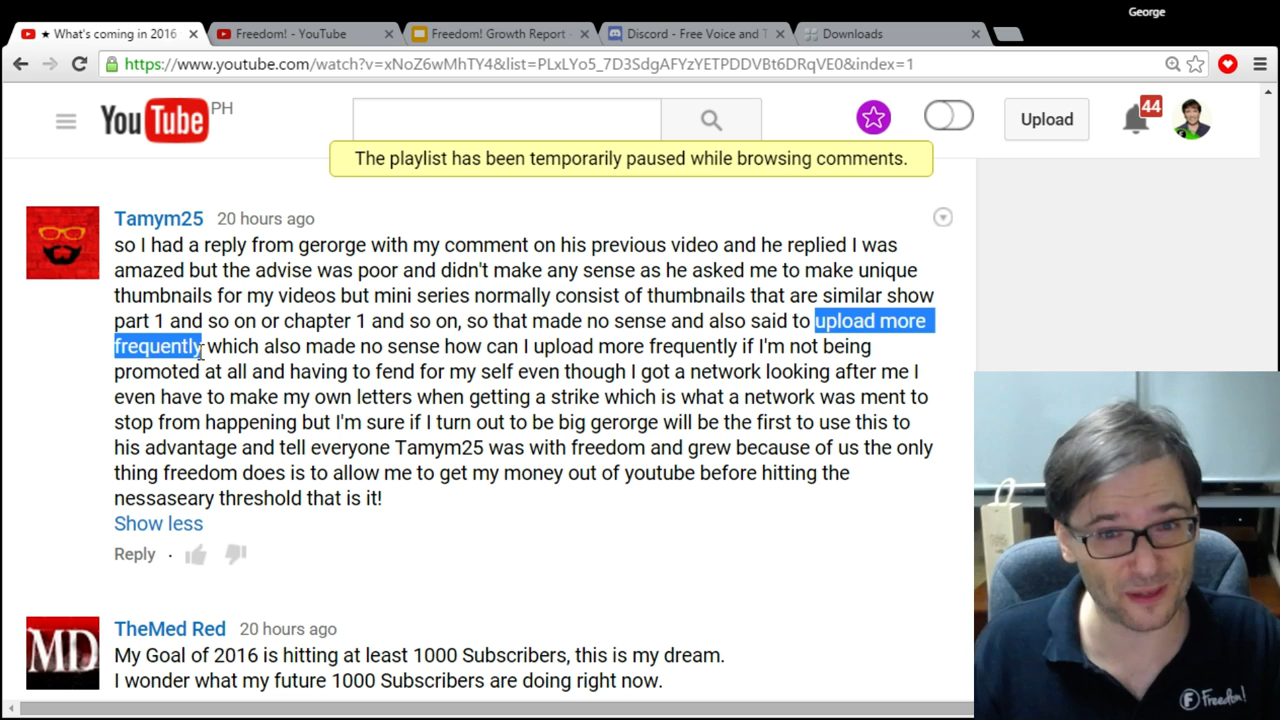 George
★ What's coming in 2016
Freedom! - YouTube
Freedom! Growth Report -
Discord - Free Voice and T
Downloads
https://www.youtube.com/watch?v=xNoZ6wMhTY4&list=PLxLYo5_7D3SdgAFYzYETPDDVBt6DRqVE0&index=1
YouTube PH
Upload
44
The playlist has been temporarily paused while browsing comments.
Tamym25 20 hours ago
so I had a reply from gerorge with my comment on his previous video and he replied I was
amazed but the advise was poor and didn't make any sense as he asked me to make unique
thumbnails for my videos but mini series normally consist of thumbnails that are similar show
part 1 and so on or chapter 1 and so on, so that made no sense and also said to upload more
frequently which also made no sense how can I upload more frequently if I'm not being
promoted at all and having to fend for my self even though I got a network looking after me I
even have to make my own letters when getting a strike which is what a network was ment to
stop from happening but I'm sure if I turn out to be big gerorge will be the first to use this to
his advantage and tell everyone Tamym25 was with freedom and grew because of us the only
thing freedom does is to allow me to get my money out of youtube before hitting the
nessaseary threshold that is it!
Show less
Reply ·
MD
TheMed Red 20 hours ago
My Goal of 2016 is hitting at least 1000 Subscribers, this is my dream.
I wonder what my future 1000 Subscribers are doing right now.
F Freedom!